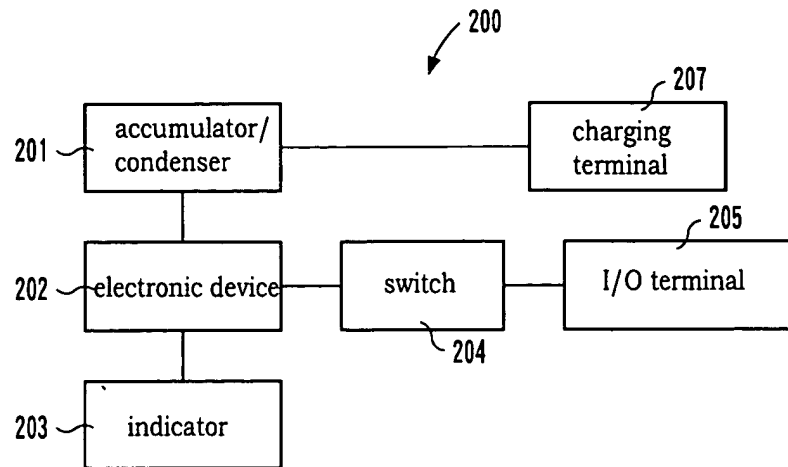 200
207
accumulator/
condenser
201
charging
terminal
205
202
electronic device
switch
I/O terminal
204
203
indicator